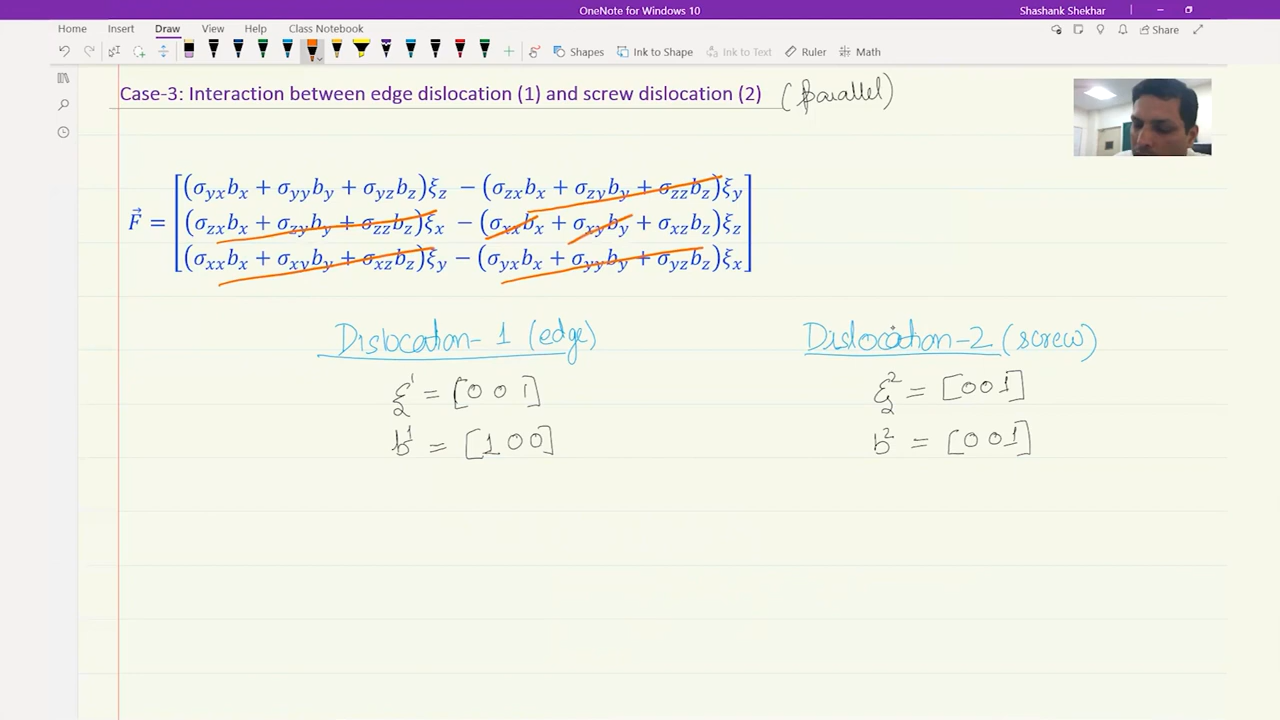 OneNote for Windows 10
Shashank Shekhar
Home Insert Draw View Help Class Notebook
Shapes Ink to Shape Ink to Text Ruler Math Share
Case-3: Interaction between edge dislocation (1) and screw dislocation (2) (parallel)
(σyxbx + σyyby + σyzbz)ξz − (σzxbx + σzyby + σzzbz)ξy
F⃗ = (σzxbx + σzyby + σzzbz)ξx − (σxxbx + σxyby + σxzbz)ξz
(σxxbx + σxyby + σxzbz)ξy − (σyxbx + σyyby + σyzbz)ξx
Dislocation-1 (edge) Dislocation-2 (screw)
ξ¹ = [0 0 1] ξ² = [0 0 1]
b¹ = [1 0 0] b² = [0 0 1]